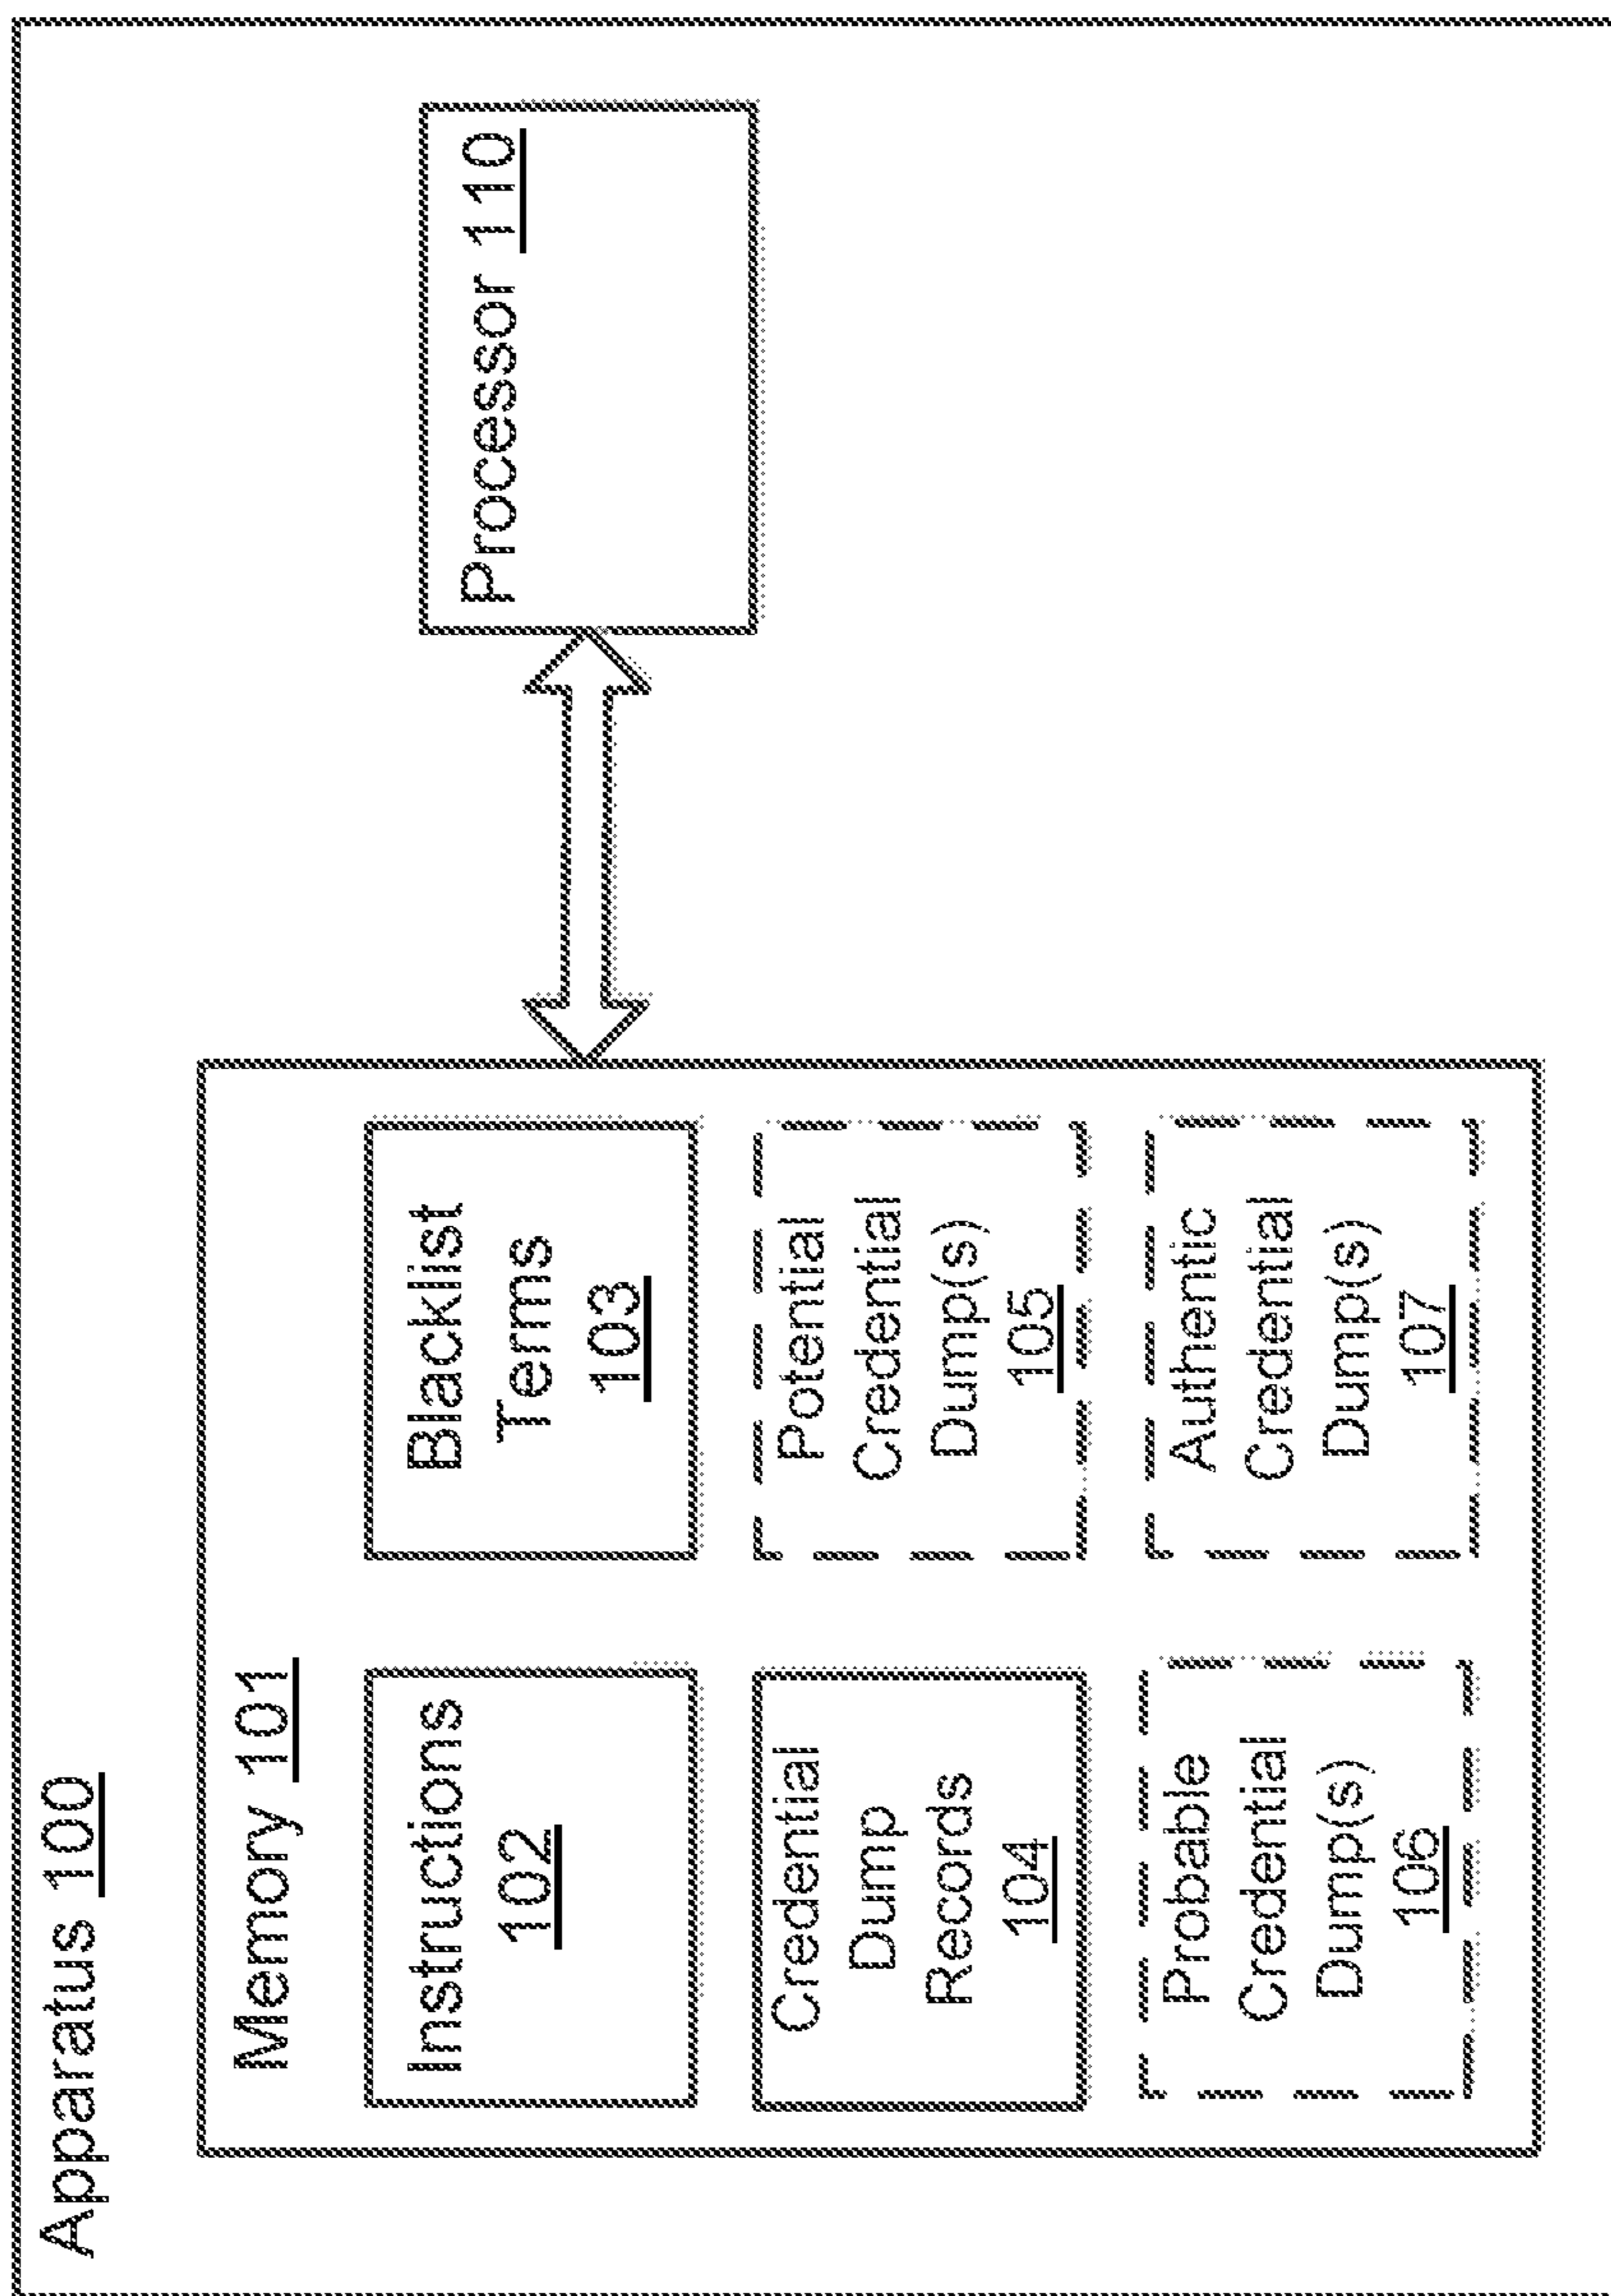 Apparatus 100
Memory 101
Instructions
102
Blacklist
Terms
103
Credential
Dump
Records
104
Potential
Credential
Dump(s)
105
Probable
Credential
Dump(s)
106
Authentic
Credential
Dump(s)
107
Processor 110